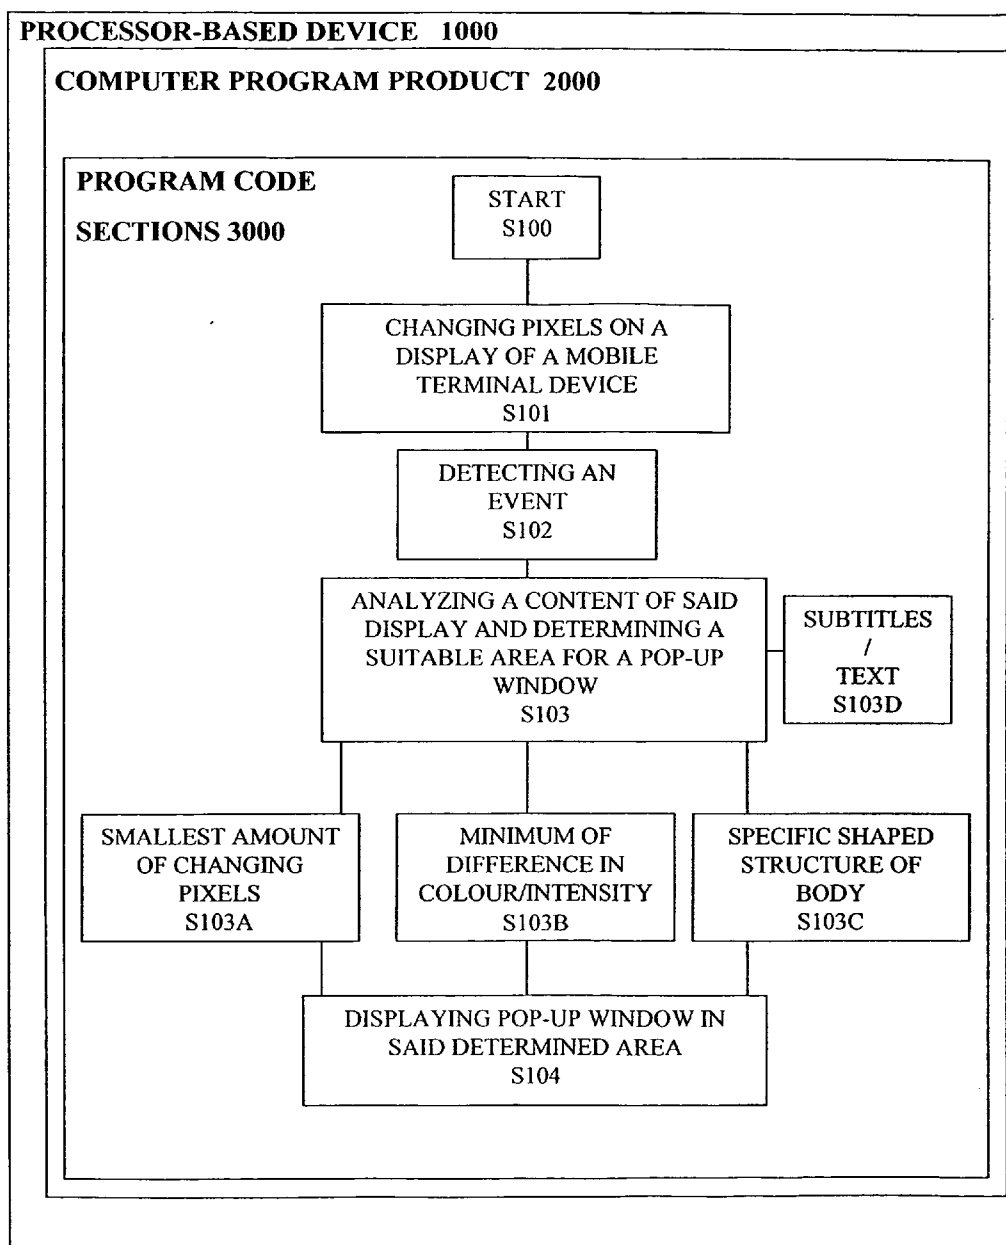 PROCESSOR-BASED DEVICE 1000
COMPUTER PROGRAM PRODUCT 2000
PROGRAM CODE
SECTIONS 3000
START
S100
CHANGING PIXELS ON A
DISPLAY OF A MOBILE
TERMINAL DEVICE
S101
DETECTING AN
EVENT
S102
ANALYZING A CONTENT OF SAID
DISPLAY AND DETERMINING A
SUITABLE AREA FOR A POP-UP
WINDOW
S103
SUBTITLES
/
TEXT
S103D
SMALLEST AMOUNT
OF CHANGING
PIXELS
S103A
MINIMUM OF
DIFFERENCE IN
COLOUR/INTENSITY
S103B
SPECIFIC SHAPED
STRUCTURE OF
BODY
S103C
DISPLAYING POP-UP WINDOW IN
SAID DETERMINED AREA
S104